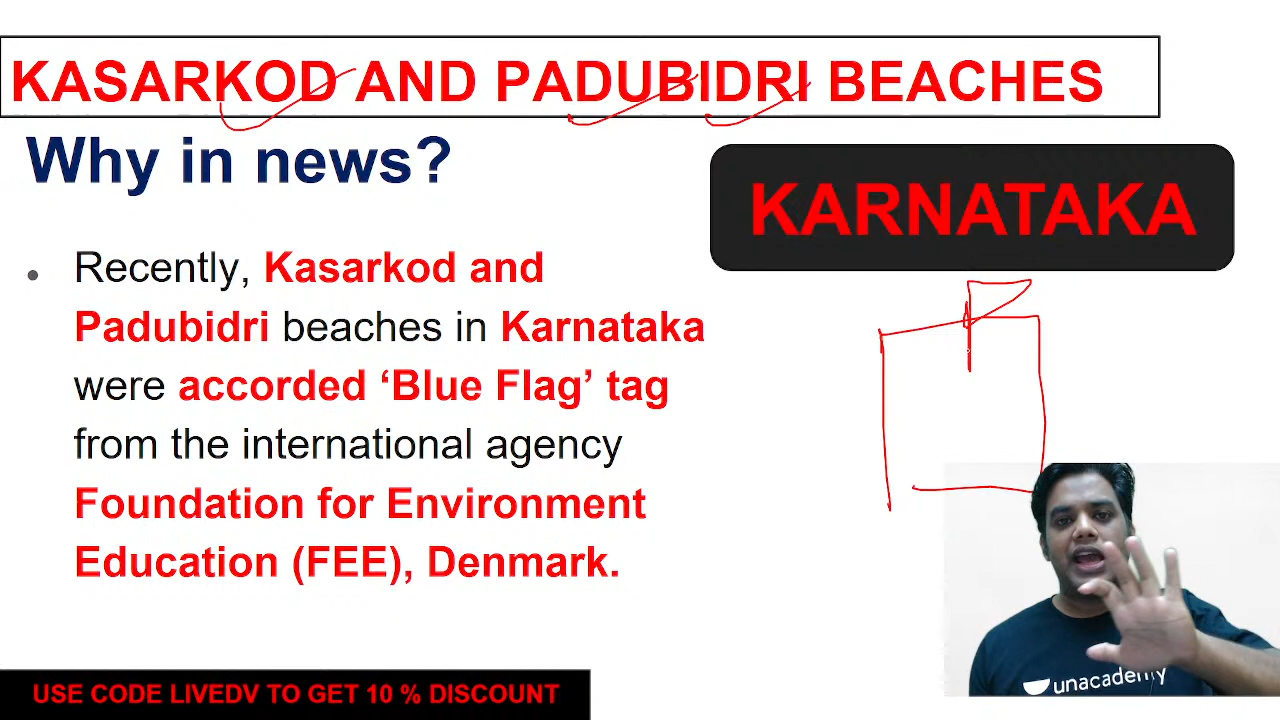 KASARKOD AND PADUBIDRI BEACHES
Why in news?
KARNATAKA
• Recently, Kasarkod and
Padubidri beaches in Karnataka
were accorded ‘Blue Flag’ tag
from the international agency
Foundation for Environment
Education (FEE), Denmark.
unacademy
USE CODE LIVEDV TO GET 10 % DISCOUNT